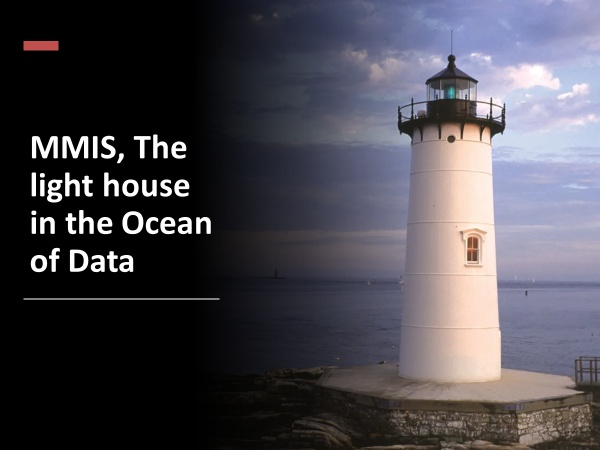 MMIS, The
light house
in the Ocean
of Data